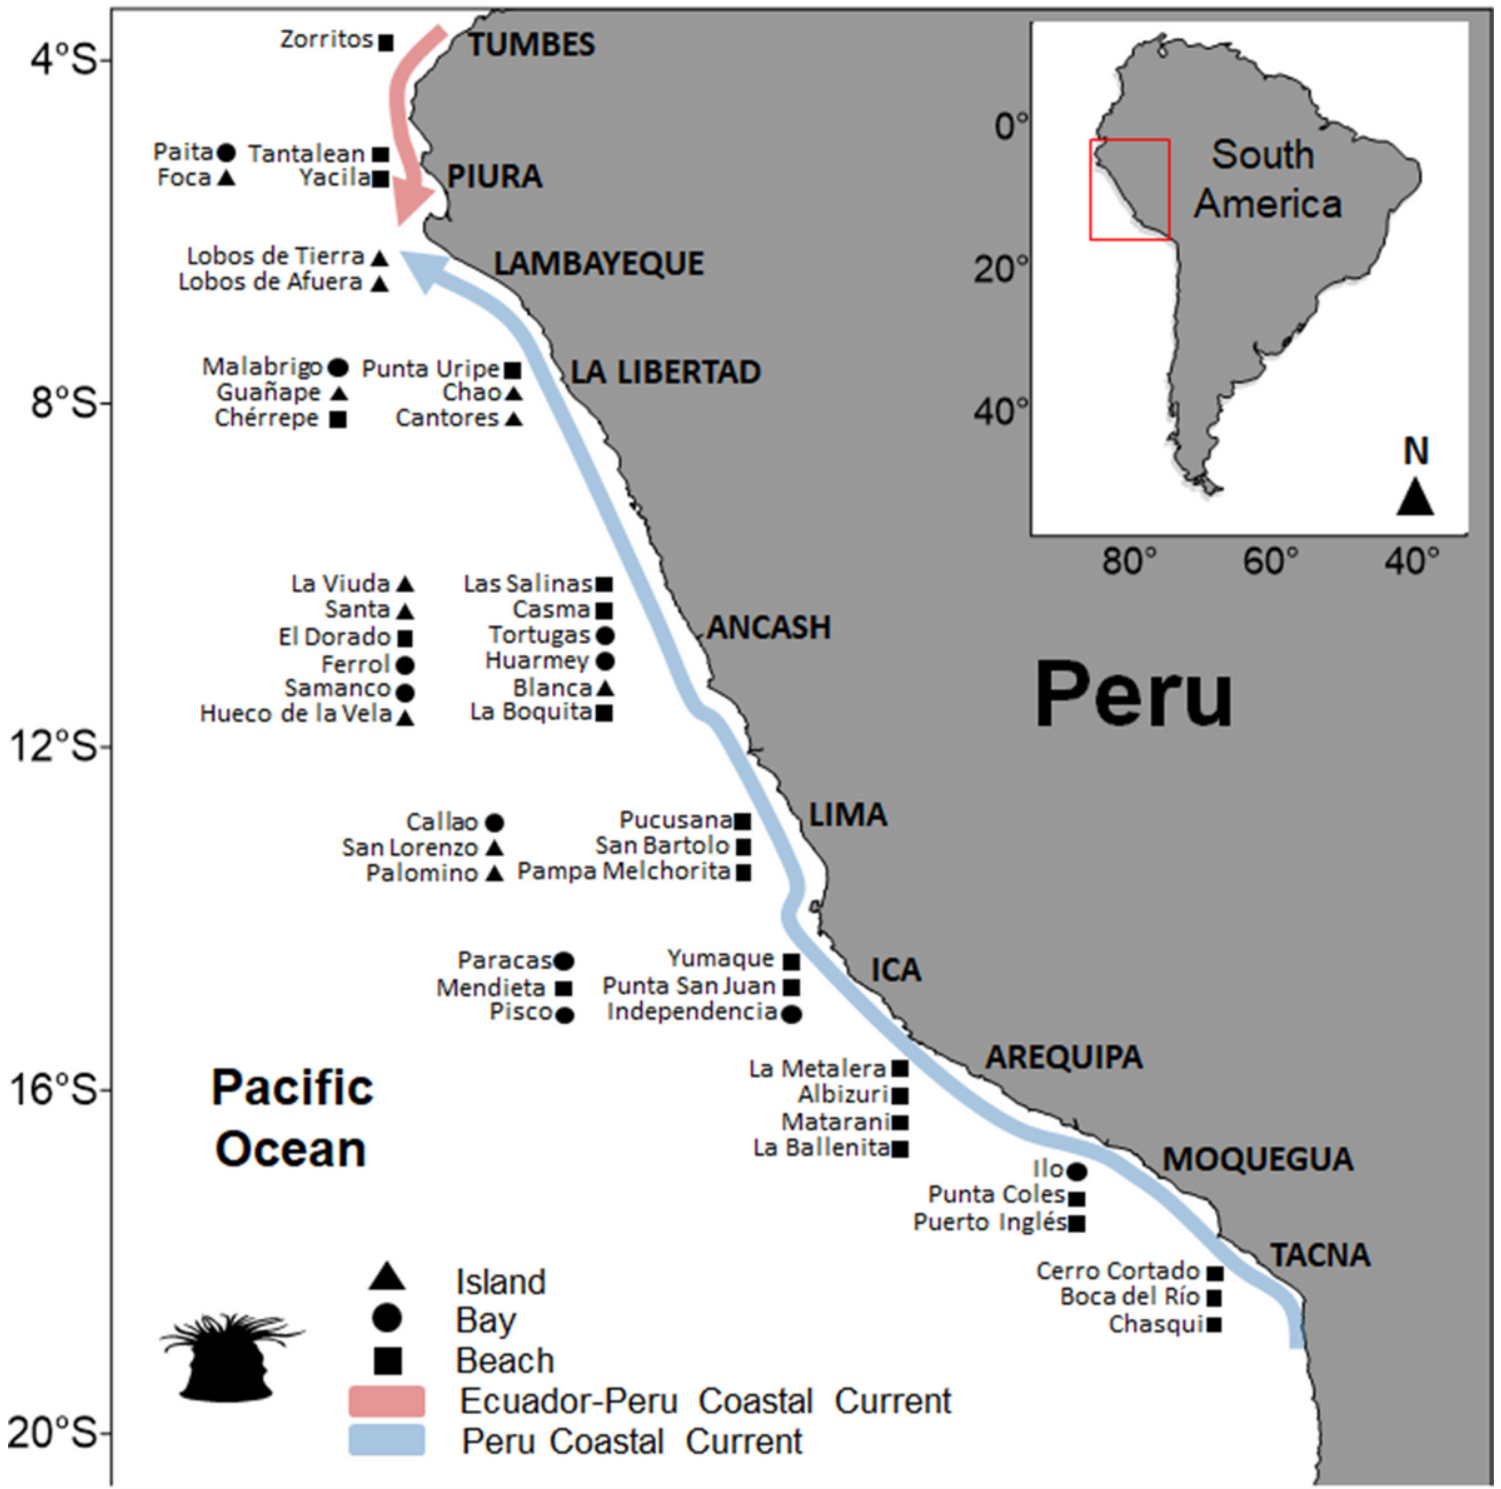 4°S
8°S
12°S
16°S
20°S
Zorritos
TUMBES
Paita
Tantalean
Foca
Yacila
PIURA
Lobos de Tierra
Lobos de Afuera
LAMBAYEQUE
Malabrigo
Punta Uripe
Guañape
Chao
Chérrepe
Cantores
LA LIBERTAD
La Viuda
Las Salinas
Santa
Casma
El Dorado
Tortugas
Ferrol
Huarmey
Samanco
Blanca
Hueco de la Vela
La Boquita
ANCASH
Callao
Pucusana
San Lorenzo
San Bartolo
Palomino
Pampa Melchorita
LIMA
Paracas
Yumaque
Mendieta
Punta San Juan
Pisco
Independencia
ICA
La Metalera
Albizuri
Matarani
La Ballenita
AREQUIPA
Ilo
Punta Coles
Puerto Inglés
MOQUEGUA
Cerro Cortado
Boca del Río
Chasqui
TACNA
Peru
Pacific
Ocean
Island
Bay
Beach
Ecuador-Peru Coastal Current
Peru Coastal Current
South
America
0°
20°
40°
N
80°
60°
40°